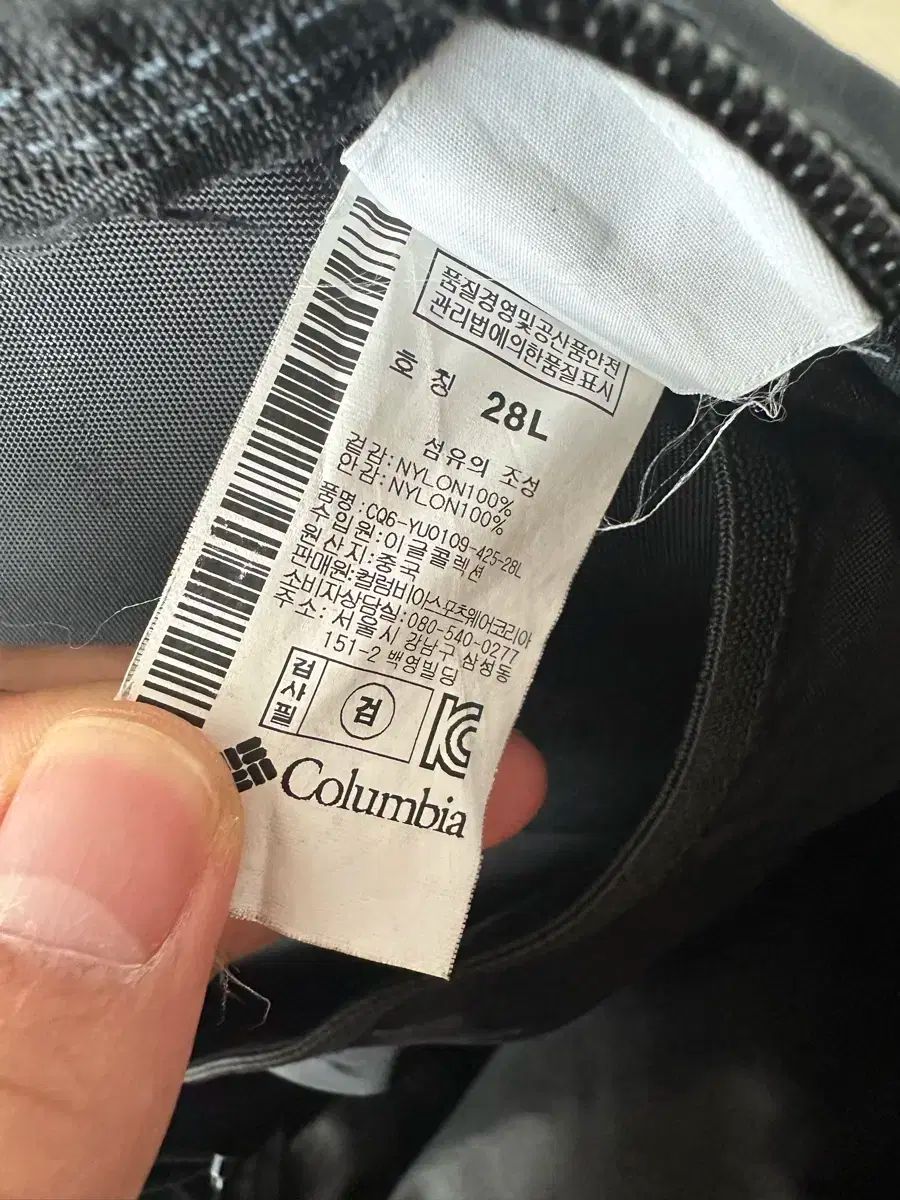 품질경영및공산품안전
관리법에의한품질표시
호 칭 28L
섬유의 조성
겉감:NYLON100%
안감:NYLON100%
품명:CQ6-YU0109-425-28L
수입원:이글콜렉션
원산지:중국
판매원:컬럼비아스포츠웨어코리아
소비자상담실:080-540-0277
주소: 서울시 강남구 삼성동
151-2 백영빌딩
검사필 검 KC
Columbia